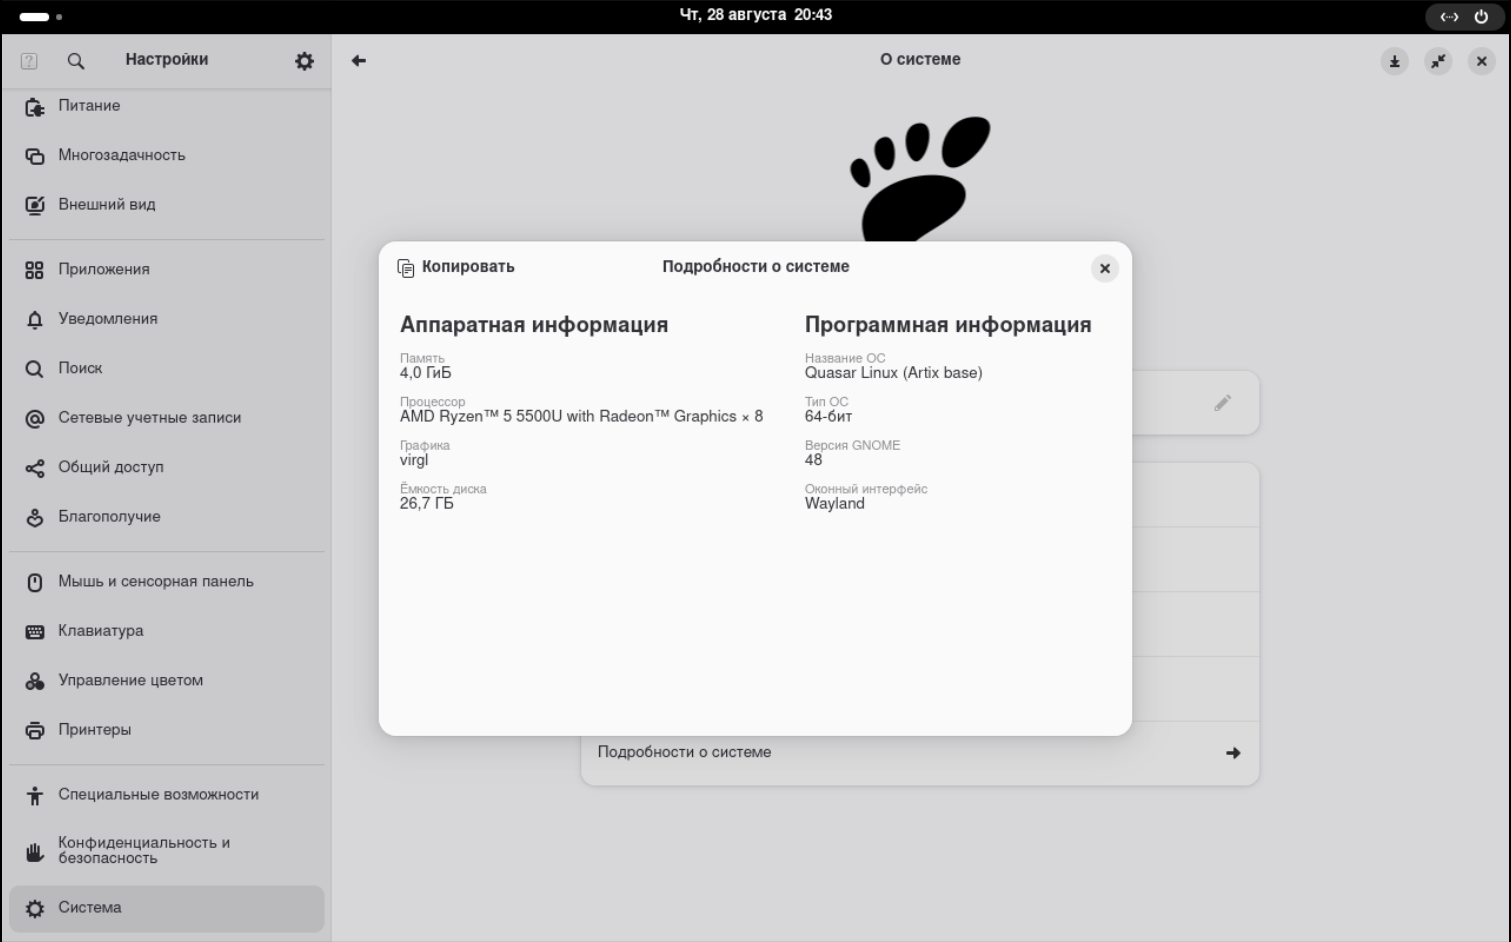 Чт, 28 августа 20:43
Настройки
О системе
Питание
Многозадачность
Внешний вид
Приложения
Уведомления
Поиск
Сетевые учетные записи
Общий доступ
Благополучие
Мышь и сенсорная панель
Клавиатура
Управление цветом
Принтеры
Специальные возможности
Конфиденциальность и
безопасность
Система
Копировать
Подробности о системе
Аппаратная информация
Память
4,0 ГиБ
Процессор
AMD Ryzen™ 5 5500U with Radeon™ Graphics × 8
Графика
virgl
Ёмкость диска
26,7 ГБ
Программная информация
Название ОС
Quasar Linux (Artix base)
Тип ОС
64-бит
Версия GNOME
48
Оконный интерфейс
Wayland
Подробности о системе